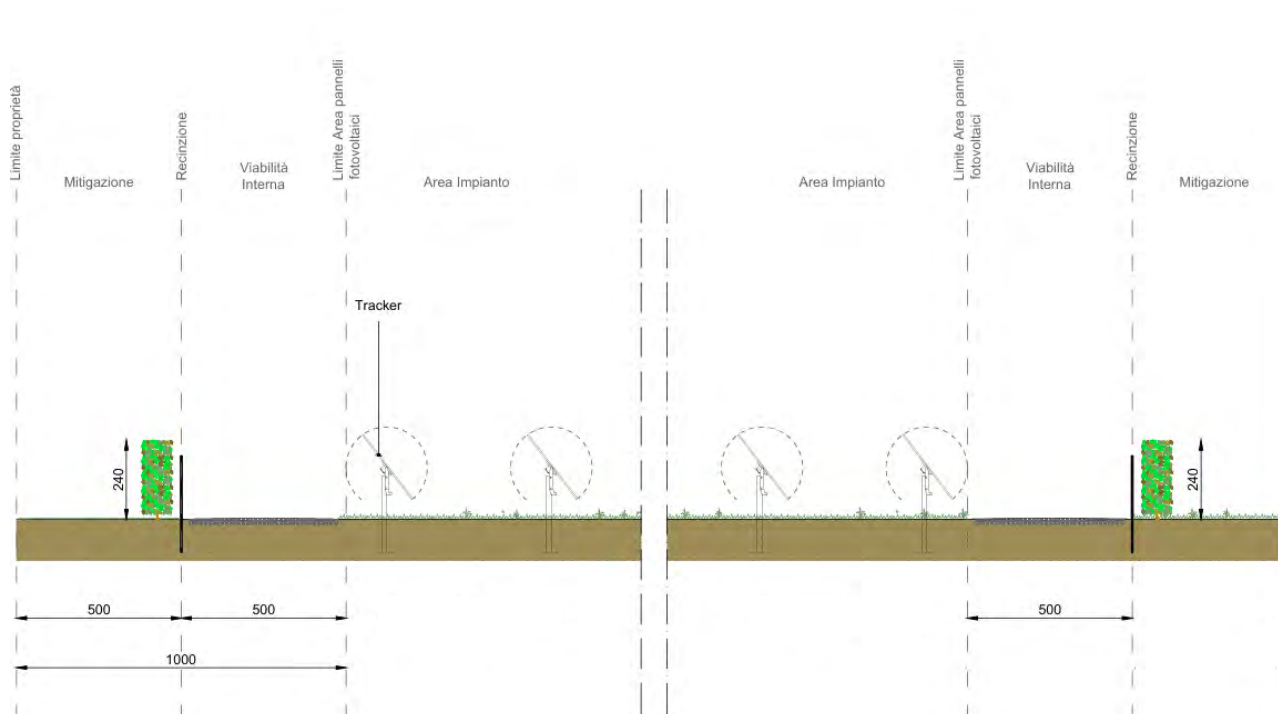 Limite proprietà
Mitigazione
Recinzione
Viabilità
Interna
Limite Area pannelli
fotovoltaici
Area Impianto
Area Impianto
Limite Area pannelli
fotovoltaici
Viabilità
Interna
Recinzione
Mitigazione
Tracker
240
240
500
500
500
1000